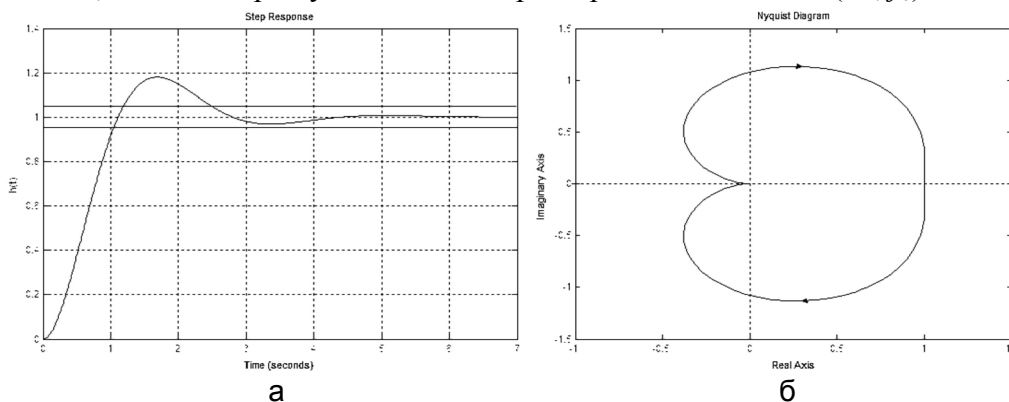 Step Response
1.4
1.2
1
0.8
0.6
0.4
0.2
0
h(t)
0 1 2 3 4 5 6 7
Time (seconds)
а
Nyquist Diagram
1.5
1
0.5
0
-0.5
-1
-1.5
Imaginary Axis
-1 -0.5 0 0.5 1 1.5
Real Axis
б